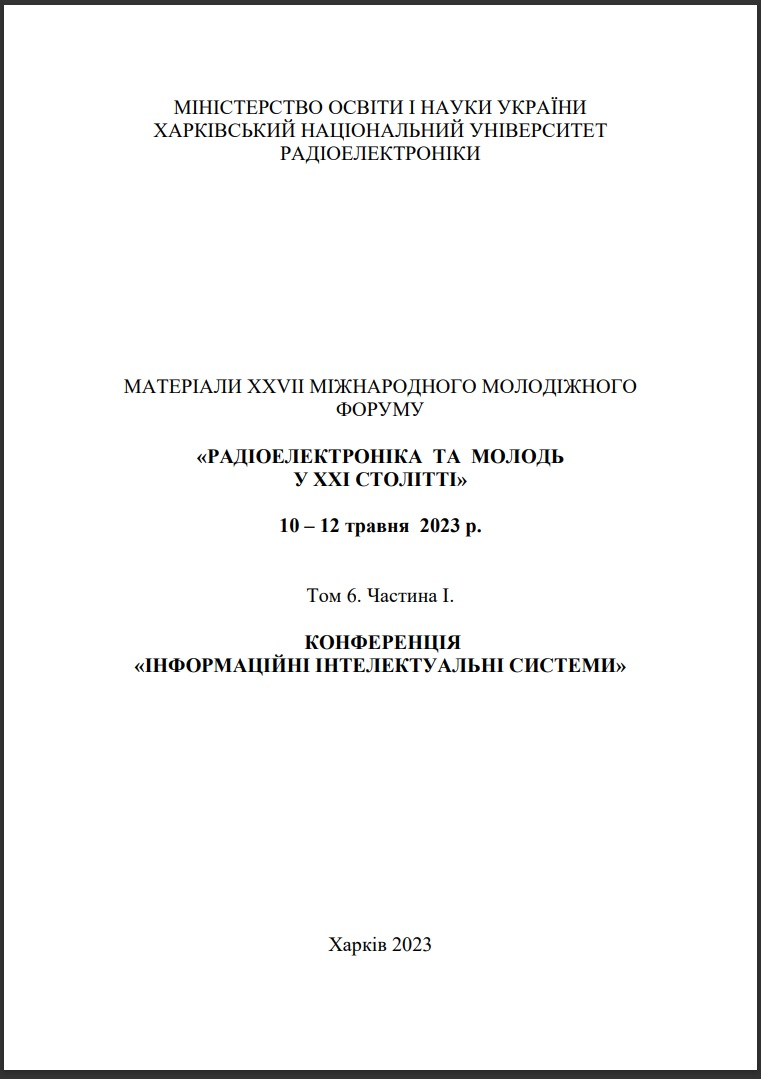 МІНІСТЕРСТВО ОСВІТИ І НАУКИ УКРАЇНИ
ХАРКІВСЬКИЙ НАЦІОНАЛЬНИЙ УНІВЕРСИТЕТ
РАДІОЕЛЕКТРОНІКИ
МАТЕРІАЛИ XXVII МІЖНАРОДНОГО МОЛОДІЖНОГО
ФОРУМУ
«РАДІОЕЛЕКТРОНІКА ТА МОЛОДЬ
У XXI СТОЛІТТІ»
10 – 12 травня 2023 р.
Том 6. Частина І.
КОНФЕРЕНЦІЯ
«ІНФОРМАЦІЙНІ ІНТЕЛЕКТУАЛЬНІ СИСТЕМИ»
Харків 2023